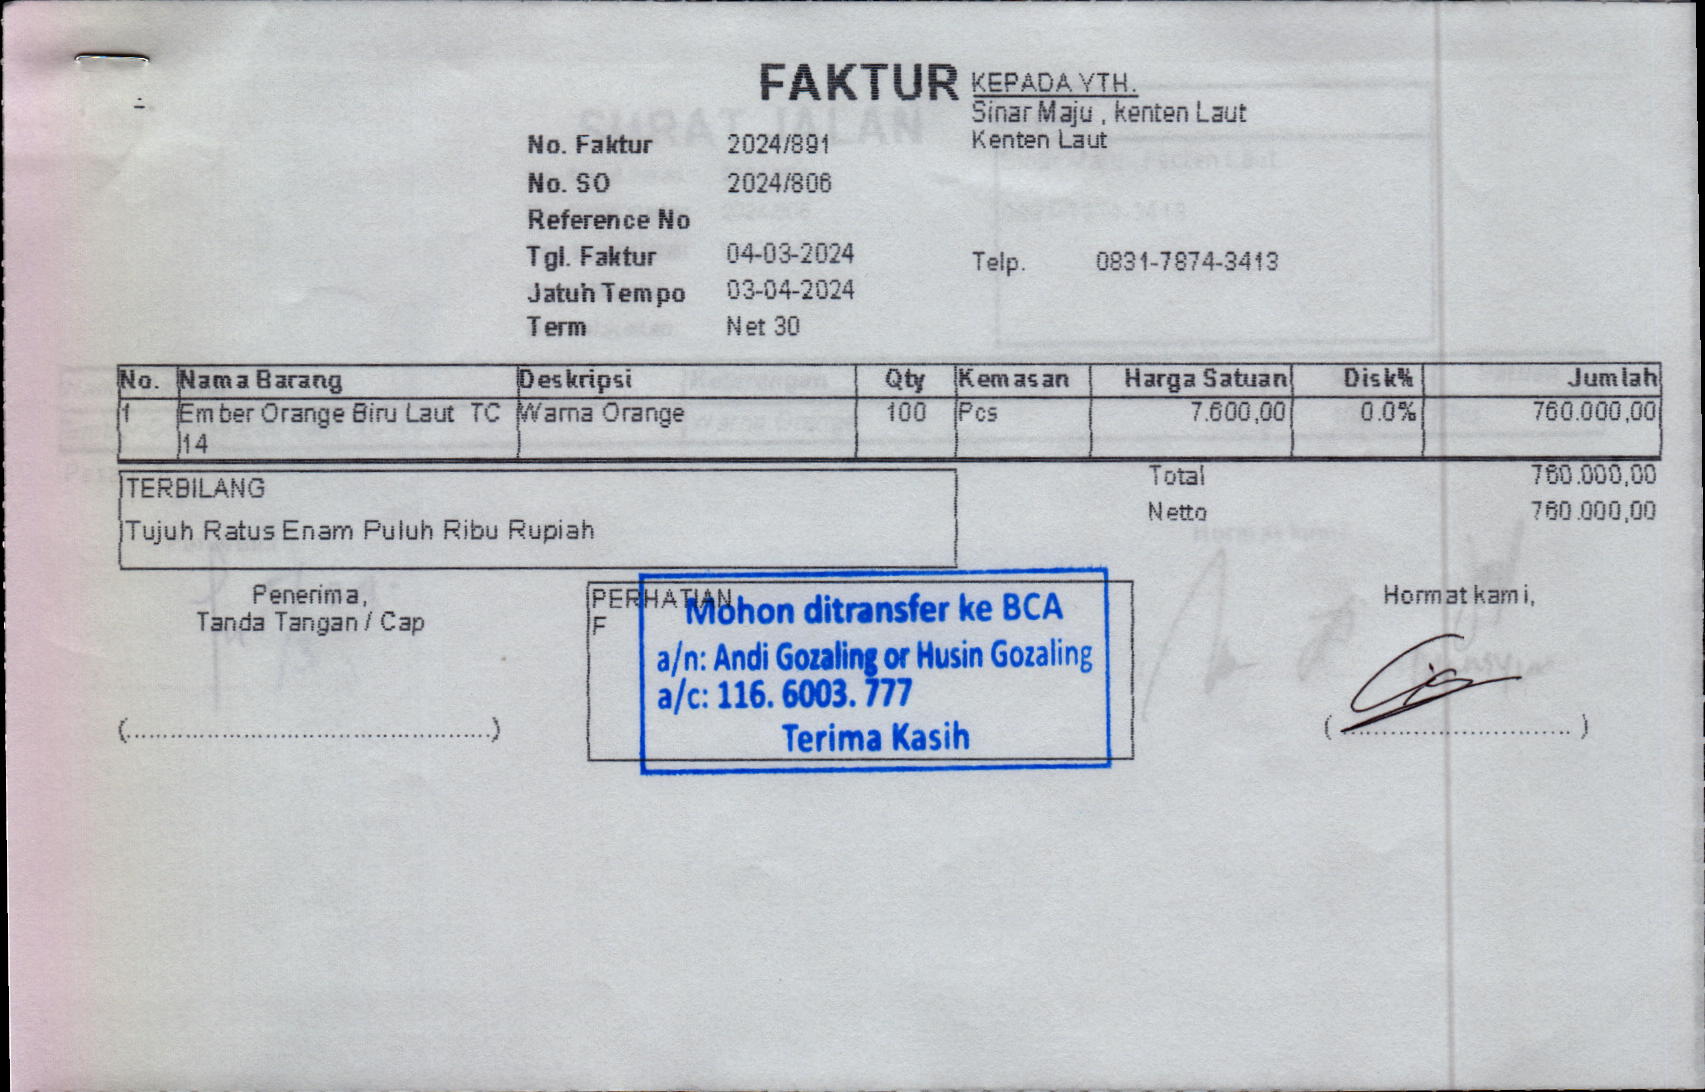 FAKTUR
KEPADA YTH.
Sinar Maju , kenten Laut
Kenten Laut
No. Faktur 2024/891
No. SO 2024/806
Reference No
Tgl. Faktur 04-03-2024
Telp. 0831-7874-3413
Jatuh Tempo 03-04-2024
Term Net 30
No. Nama Barang Deskripsi Qty Kemasan Harga Satuan Disk% Jumlah
1 Ember Orange Biru Laut TC Warna Orange 100 Pcs 7.600,00 0.0% 760.000,00
14
Total 760.000,00
TERBILANG
Netto 760.000,00
Tujuh Ratus Enam Puluh Ribu Rupiah
Penerima,
Tanda Tangan / Cap
PERHATIAN
F
Mohon ditransfer ke BCA
a/n: Andi Gozaling or Husin Gozaling
a/c: 116. 6003. 777
Terima Kasih
Hormat kami,
(..............................................)
(.............................)